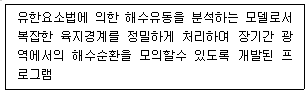 유한요소법에 의한 해수유동을 분석하는 모델로서
복잡한 육지경계를 정밀하게 처리하며 장기간 광
역에서의 해수순환을 모의할수 있도록 개발된 프
로그램